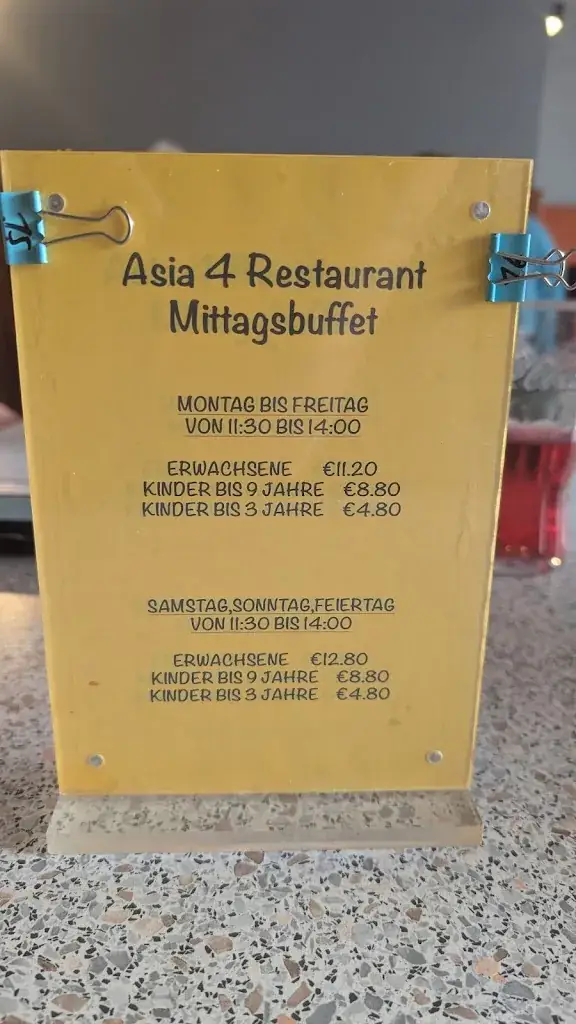 Asia 4 Restaurant
Mittagsbuffet
MONTAG BIS FREITAG
VON 11:30 BIS 14:00
ERWACHSENE €11.20
KINDER BIS 9 JAHRE €8.80
KINDER BIS 3 JAHRE €4.80
SAMSTAG,SONNTAG,FEIERTAG
VON 11:30 BIS 14:00
ERWACHSENE €12.80
KINDER BIS 9 JAHRE €8.80
KINDER BIS 3 JAHRE €4.80